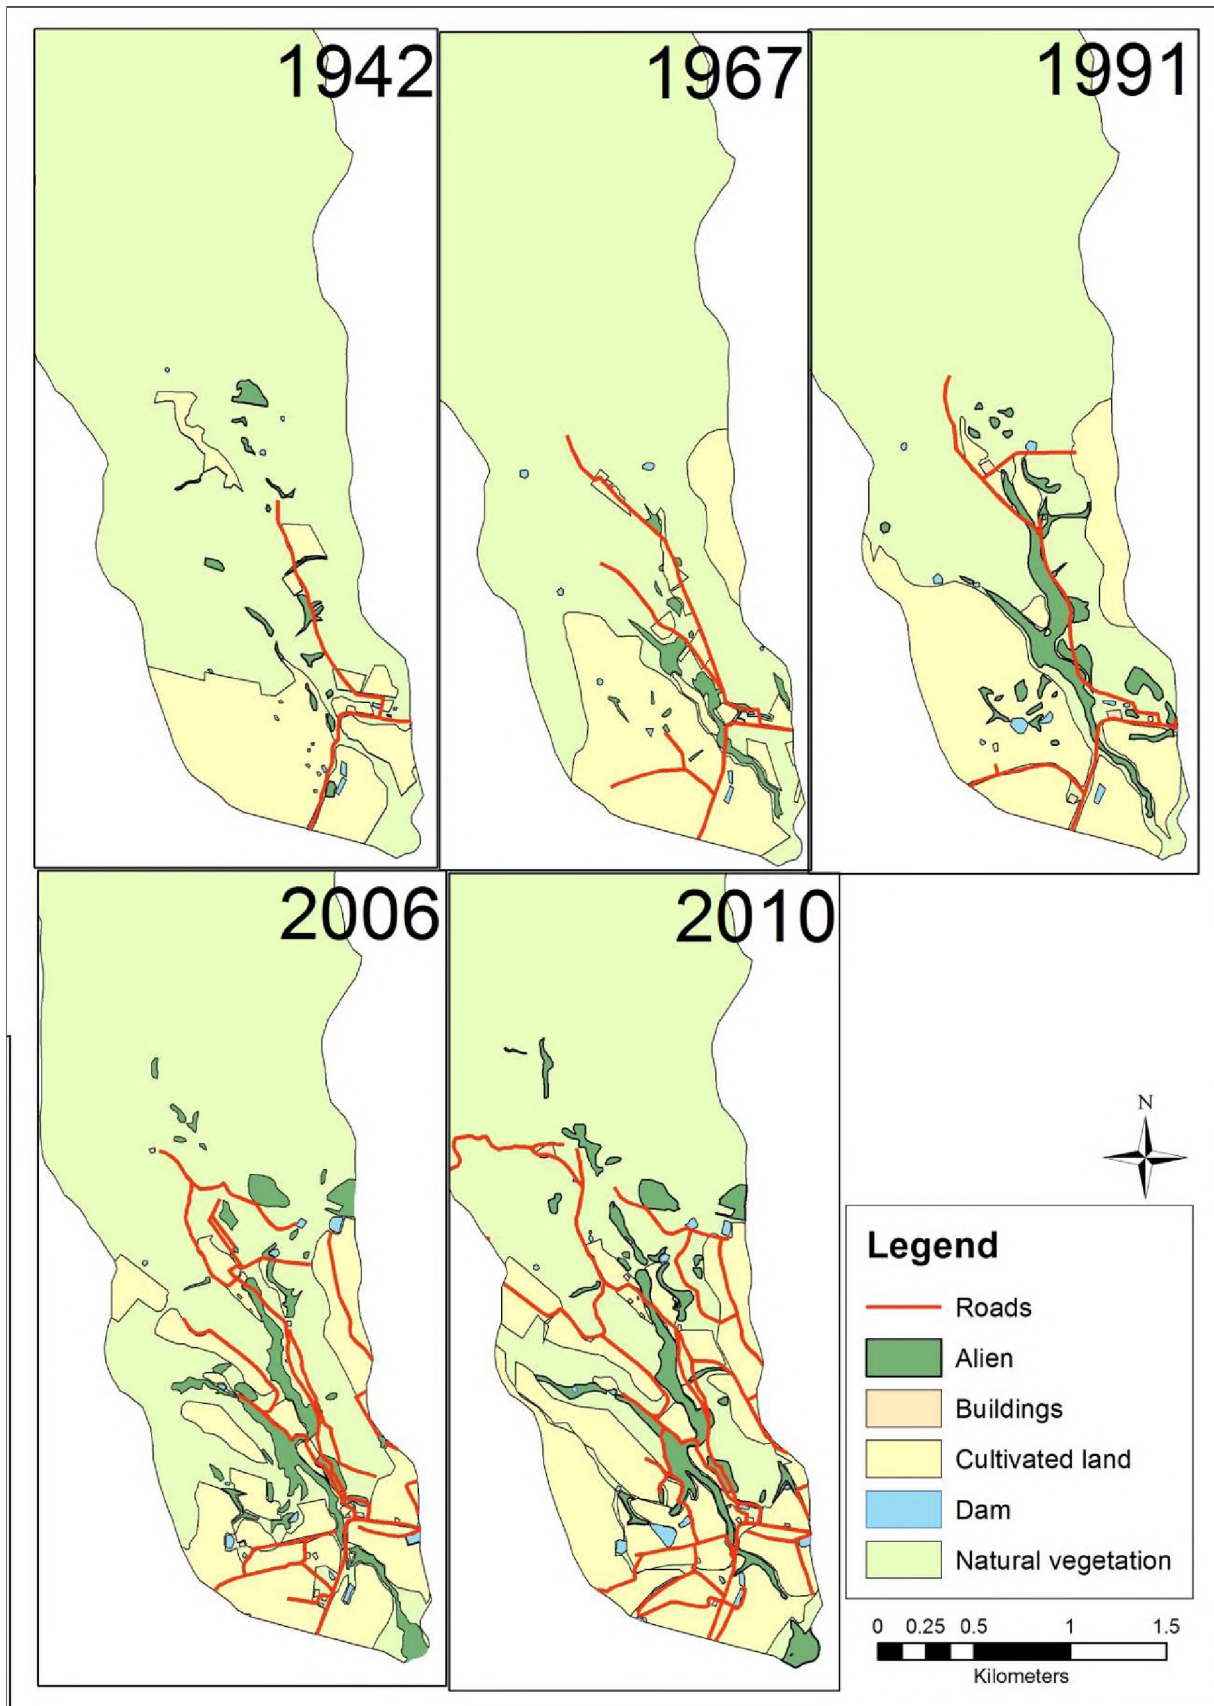 1942
1967
1991
2006
2010
N
Legend
Roads
Alien
Buildings
Cultivated land
Dam
Natural vegetation
0 0.25 0.5 1 1.5
Kilometers